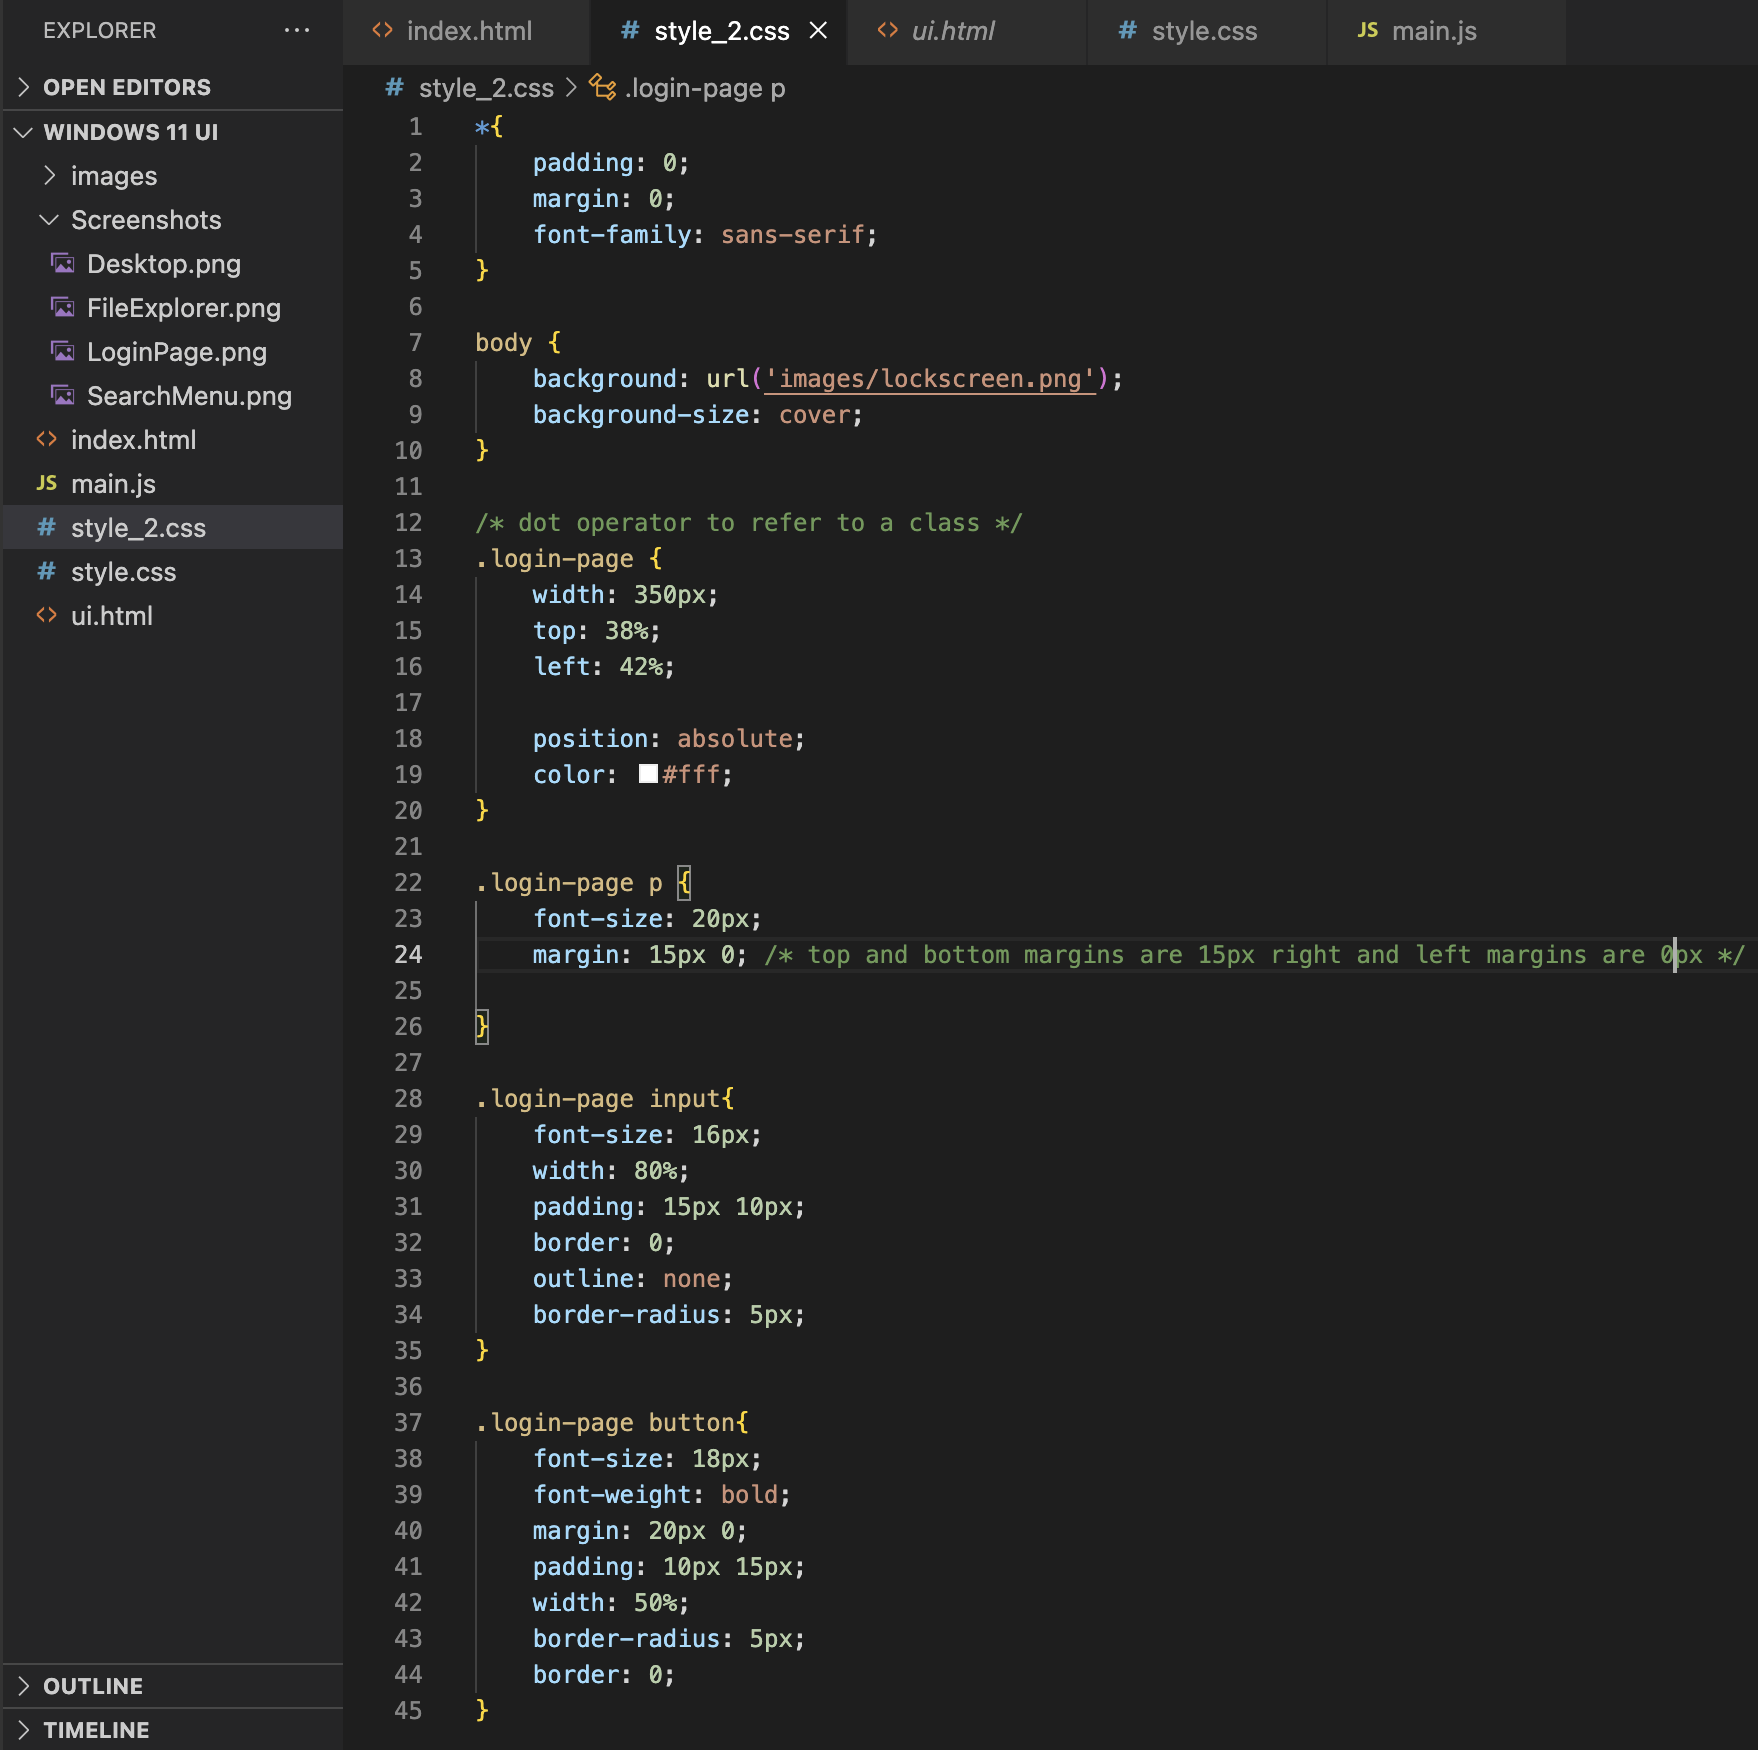 EXPLORER ...
OPEN EDITORS
WINDOWS 11 UI
images
Screenshots
Desktop.png
FileExplorer.png
LoginPage.png
SearchMenu.png
<> index.html
JS main.js
# style_2.css
# style.css
<> ui.html
OUTLINE
TIMELINE
<> index.html # style_2.css × <> ui.html # style.css JS main.js
# style_2.css > .login-page p
1 *{
2 padding: 0;
3 margin: 0;
4 font-family: sans-serif;
5 }
6
7 body {
8 background: url('images/lockscreen.png');
9 background-size: cover;
10 }
11
12 /* dot operator to refer to a class */
13 .login-page {
14 width: 350px;
15 top: 38%;
16 left: 42%;
17
18 position: absolute;
19 color: #fff;
20 }
21
22 .login-page p {
23 font-size: 20px;
24 margin: 15px 0; /* top and bottom margins are 15px right and left margins are 0px */
25
26 }
27
28 .login-page input{
29 font-size: 16px;
30 width: 80%;
31 padding: 15px 10px;
32 border: 0;
33 outline: none;
34 border-radius: 5px;
35 }
36
37 .login-page button{
38 font-size: 18px;
39 font-weight: bold;
40 margin: 20px 0;
41 padding: 10px 15px;
42 width: 50%;
43 border-radius: 5px;
44 border: 0;
45 }